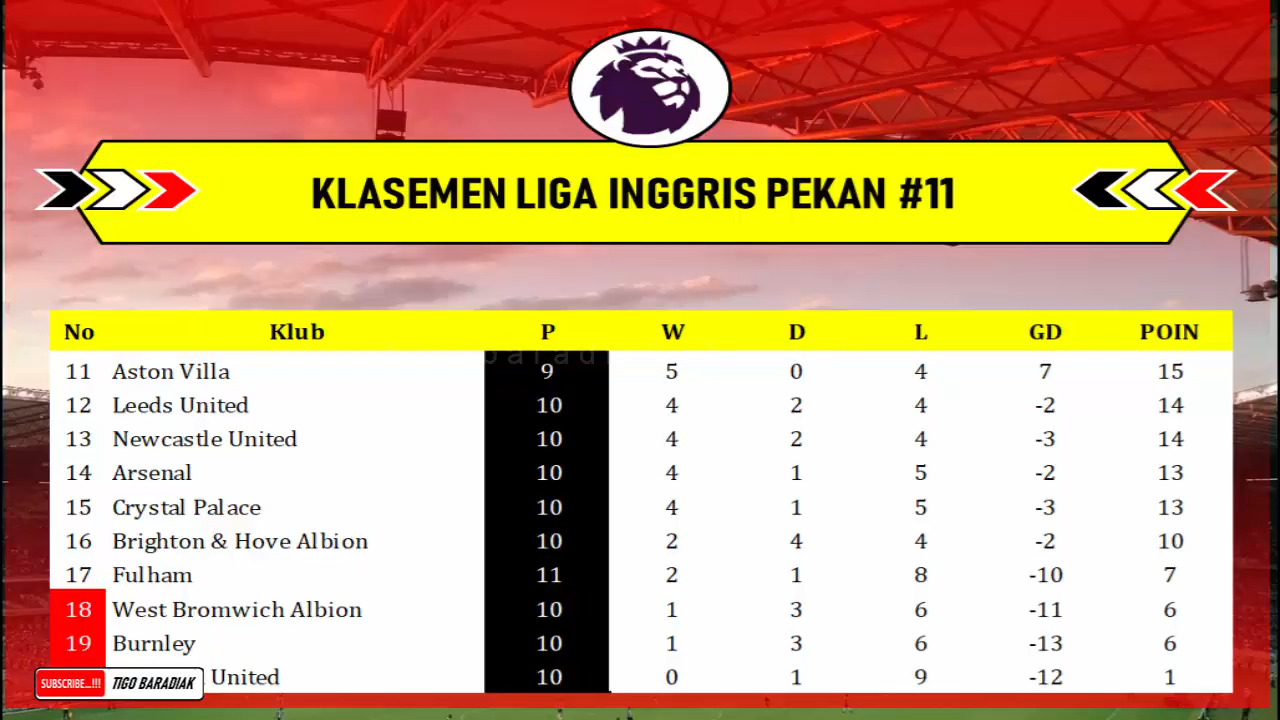 KLASEMEN LIGA INGGRIS PEKAN #11
No Klub P W D L GD POIN
11 Aston Villa 9 5 0 4 7 15
12 Leeds United 10 4 2 4 -2 14
13 Newcastle United 10 4 2 4 -3 14
14 Arsenal 10 4 1 5 -2 13
15 Crystal Palace 10 4 1 5 -3 13
16 Brighton & Hove Albion 10 2 4 4 -2 10
17 Fulham 11 2 1 8 -10 7
18 West Bromwich Albion 10 1 3 6 -11 6
19 Burnley 10 1 3 6 -13 6
United 10 0 1 9 -12 1
SUBSCRIBE...!!! TIGO BARADIAK